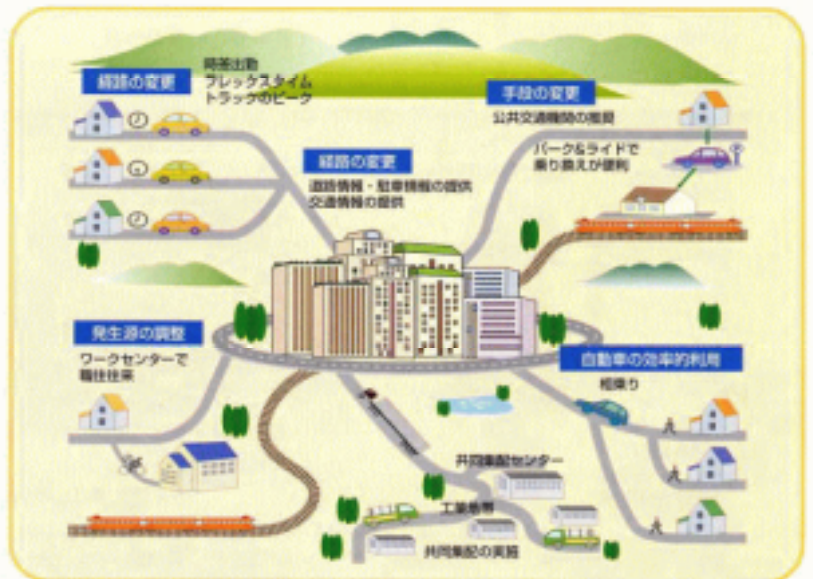 経路の変更
時差出勤
フレックスタイム
トラックのピーク
手段の変更
公共交通機関の推奨
パーク&ライドで
乗り換えが便利
経路の変更
道路情報・駐車情報の提供
交通情報の提供
発生源の調整
ワークセンターで
職住往来
自動車の効率的利用
相乗り
共同集配センター
工業急帯
共同集配の実施